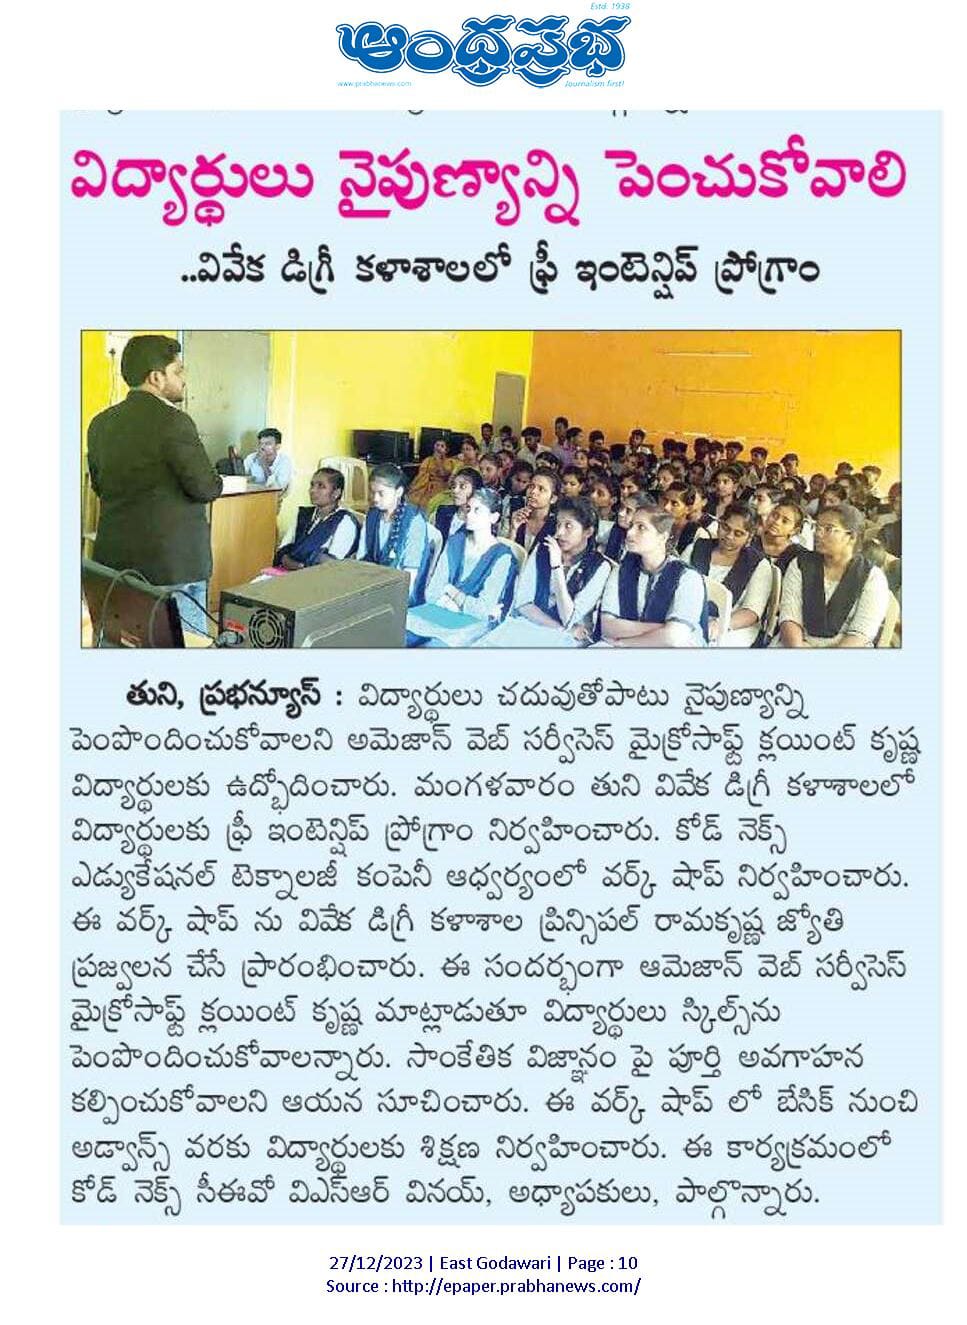 Estd. 1938
ఆంధ్రప్రభ
www.prabhanews.com
Journalism first!
విద్యార్థులు నైపుణ్యాన్ని పెంచుకోవాలి
..వివేక డిగ్రీ కళాశాలలో ఫ్రీ ఇంటెన్షిప్ ప్రోగ్రాం
తుని, ప్రభన్యూస్ : విద్యార్థులు చదువుతోపాటు నైపుణ్యాన్ని
పెంపొందించుకోవాలని అమెజాన్ వెబ్ సర్వీసెస్ మైక్రోసాఫ్ట్ క్లయింట్ కృష్ణ
విద్యార్థులకు ఉద్భోదించారు. మంగళవారం తుని వివేక డిగ్రీ కళాశాలలో
విద్యార్థులకు ఫ్రీ ఇంటెన్షిప్ ప్రోగ్రాం నిర్వహించారు. కోడ్ నెక్స్
ఎడ్యుకేషనల్ టెక్నాలజీ కంపెనీ ఆధ్వర్యంలో వర్క్ షాప్ నిర్వహించారు.
ఈ వర్క్ షాప్ ను వివేక డిగ్రీ కళాశాల ప్రిన్సిపల్ రామకృష్ణ జ్యోతి
ప్రజ్వలన చేసే ప్రారంభించారు. ఈ సందర్భంగా ఆమెజాన్ వెబ్ సర్వీసెస్
మైక్రోసాఫ్ట్ క్లయింట్ కృష్ణ మాట్లాడుతూ విద్యార్థులు స్కిల్స్‌ను
పెంపొందించుకోవాలన్నారు. సాంకేతిక విజ్ఞానం పై పూర్తి అవగాహన
కల్పించుకోవాలని ఆయన సూచించారు. ఈ వర్క్ షాప్ లో బేసిక్ నుంచి
అడ్వాన్స్ వరకు విద్యార్థులకు శిక్షణ నిర్వహించారు. ఈ కార్యక్రమంలో
కోడ్ నెక్స్ సీఈవో విఎస్ఆర్ వినయ్, అధ్యాపకులు, పాల్గొన్నారు.
27/12/2023 | East Godawari | Page : 10
Source : http://epaper.prabhanews.com/